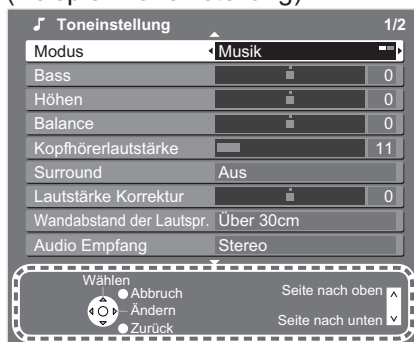 ♪ Toneinstellung 1/2
Modus Musik
Bass 0
Höhen 0
Balance 0
Kopfhörerlautstärke 11
Surround Aus
Lautstärke Korrektur 0
Wandabstand der Lautspr. Über 30cm
Audio Empfang Stereo
Wählen
Abbruch Seite nach oben
Ändern
Zurück Seite nach unten